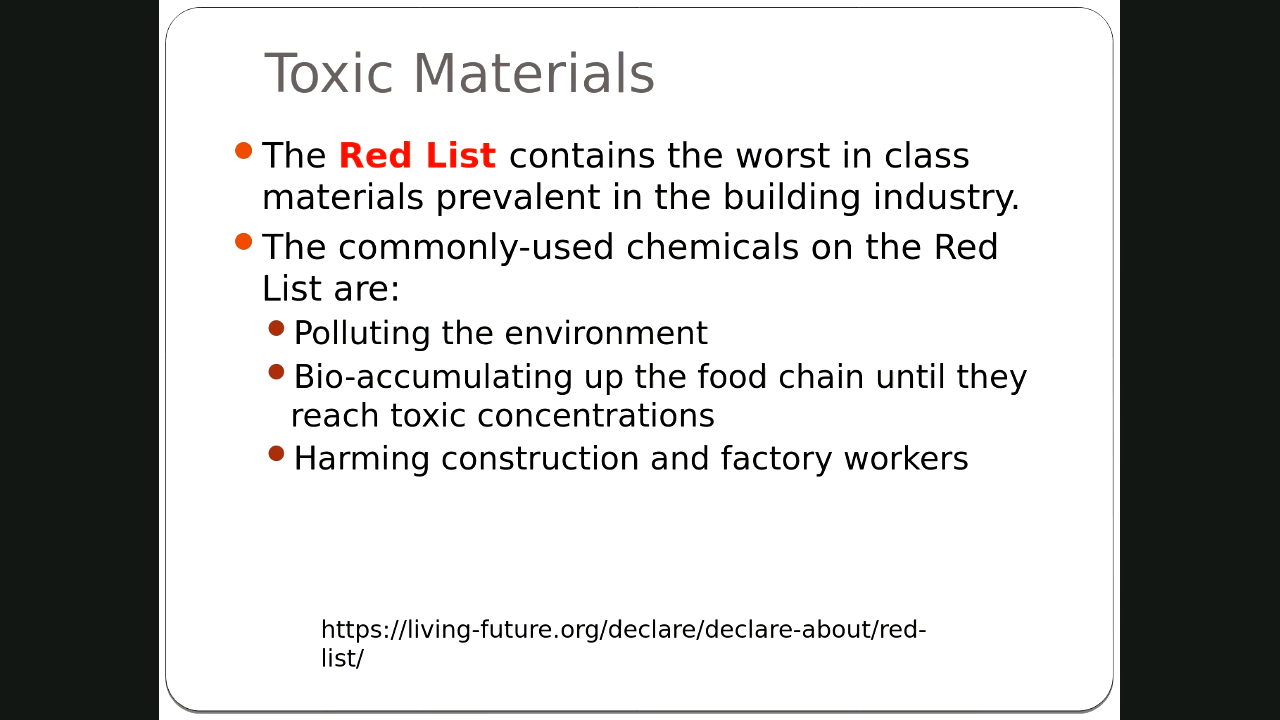 Toxic Materials
The Red List contains the worst in class
materials prevalent in the building industry.
The commonly-used chemicals on the Red
List are:
Polluting the environment
Bio-accumulating up the food chain until they
reach toxic concentrations
Harming construction and factory workers
https://living-future.org/declare/declare-about/red-
list/